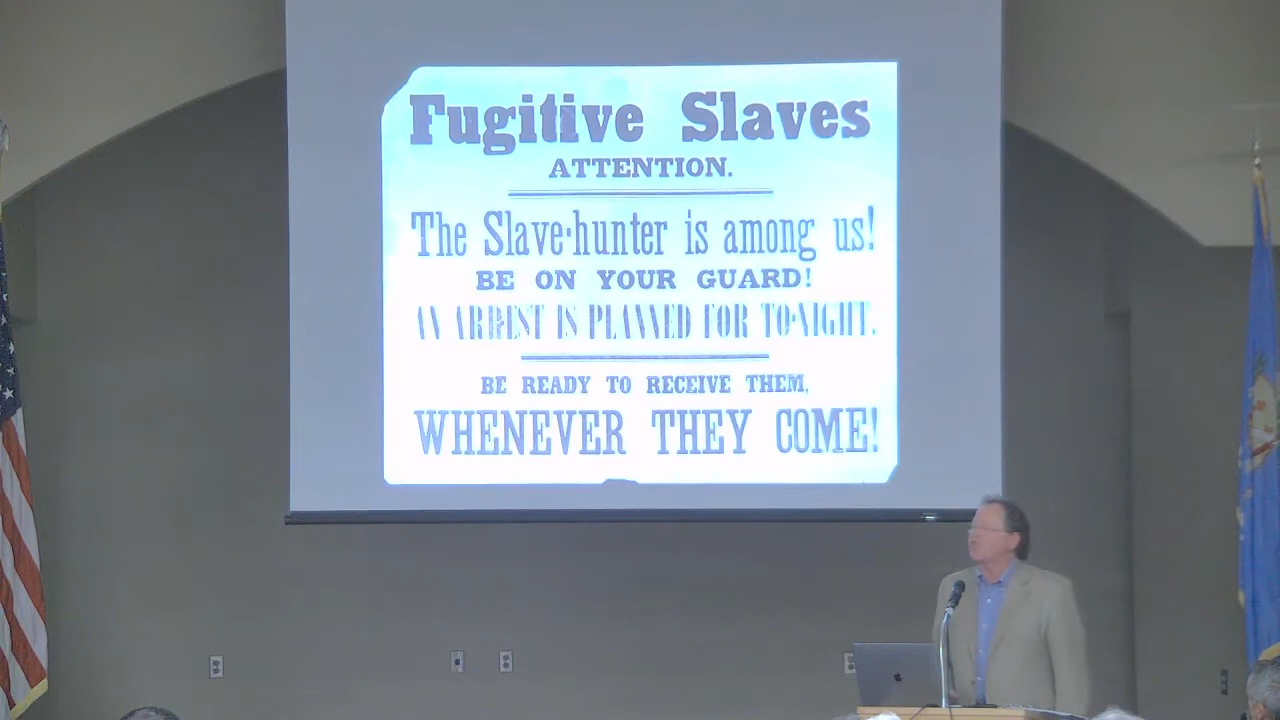 Fugitive Slaves
ATTENTION.
The Slave-hunter is among us!
BE ON YOUR GUARD!
AN ARREST IS PLANNED FOR TO-NIGHT.
BE READY TO RECEIVE THEM,
WHENEVER THEY COME!